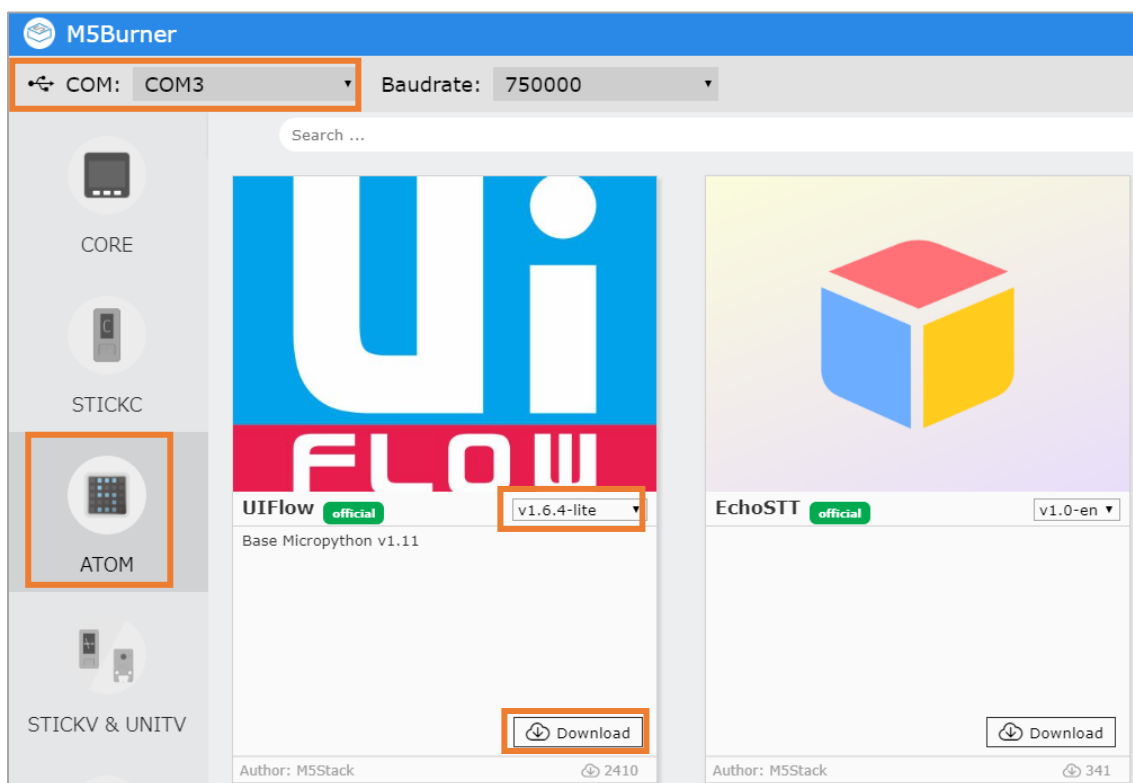 M5Burner
COM: COM3 Baudrate: 750000
Search ...
CORE
STICKC
ATOM
STICKV & UNITV
Ui
FLOW
UIFlow official v1.6.4-lite
Base Micropython v1.11
Download
Author: M5Stack 2410
EchoSTT official v1.0-en
Download
Author: M5Stack 341